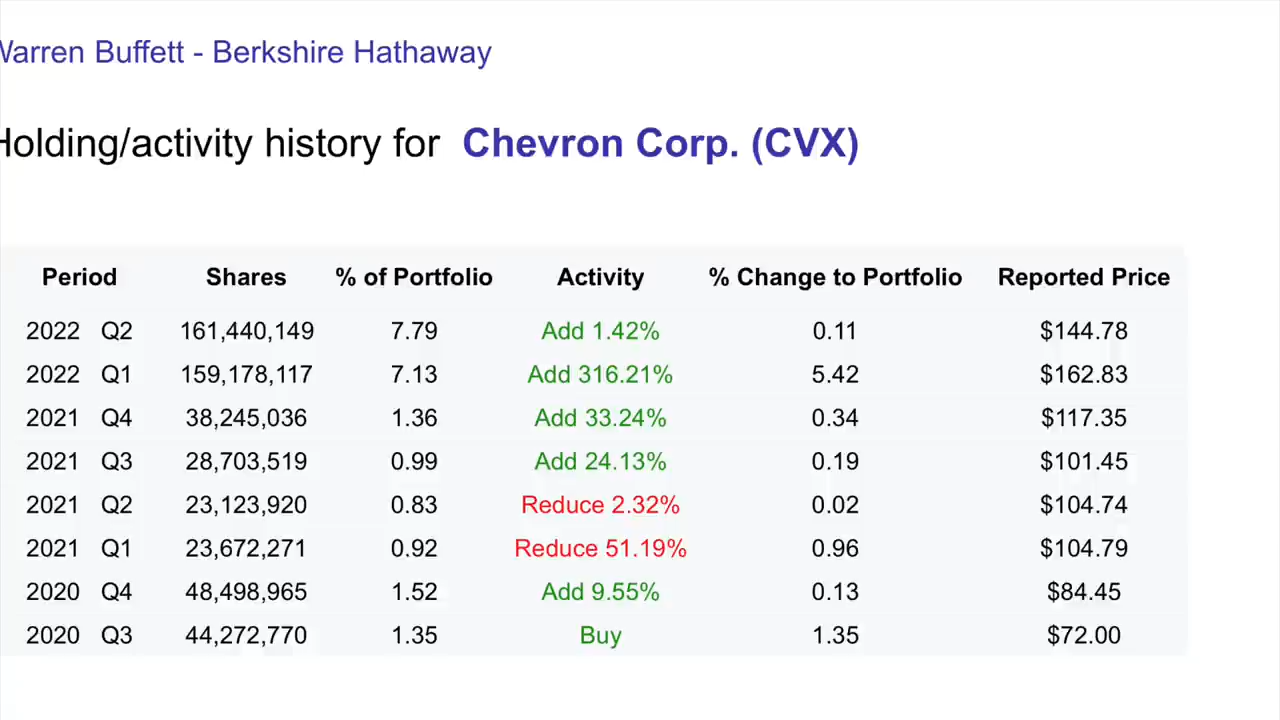 Warren Buffett - Berkshire Hathaway
Holding/activity history for Chevron Corp. (CVX)
Period Shares % of Portfolio Activity % Change to Portfolio Reported Price
2022 Q2 161,440,149 7.79 Add 1.42% 0.11 $144.78
2022 Q1 159,178,117 7.13 Add 316.21% 5.42 $162.83
2021 Q4 38,245,036 1.36 Add 33.24% 0.34 $117.35
2021 Q3 28,703,519 0.99 Add 24.13% 0.19 $101.45
2021 Q2 23,123,920 0.83 Reduce 2.32% 0.02 $104.74
2021 Q1 23,672,271 0.92 Reduce 51.19% 0.96 $104.79
2020 Q4 48,498,965 1.52 Add 9.55% 0.13 $84.45
2020 Q3 44,272,770 1.35 Buy 1.35 $72.00